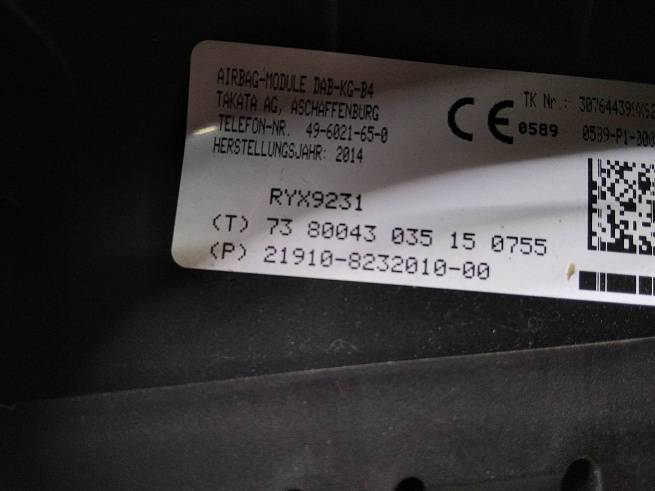 AIRBAG-MODULE DAB-KG-B4
TAKATA AG, ASCHAFFENBURG
TELEFON-NR. 49-6021-65-0
HERSTELLUNGSJAHR: 2014
CE 0589
TK Nr.:
RYX9231
(T) 73 80043 035 15 0755
(P) 21910-8232010-00